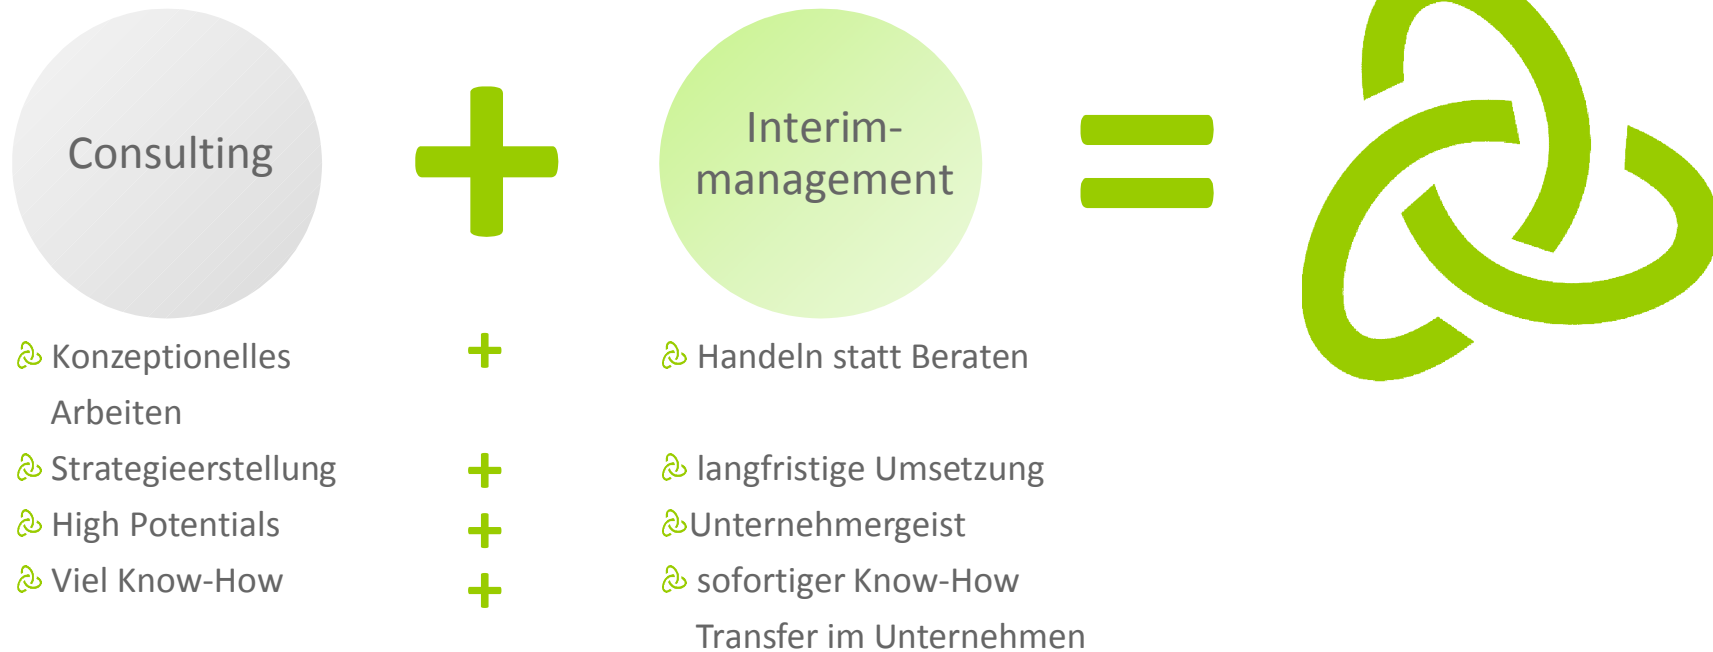 Consulting
+
Interim-
management
=
Konzeptionelles
Arbeiten
+
Handeln statt Beraten
Strategieerstellung
+
langfristige Umsetzung
High Potentials
+
Unternehmergeist
Viel Know-How
+
sofortiger Know-How
Transfer im Unternehmen